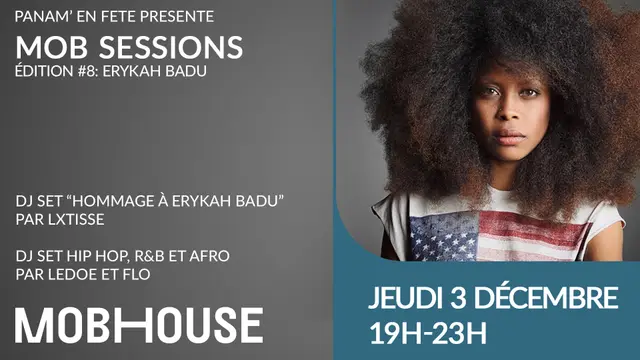 PANAM' EN FETE PRESENTE
MOB SESSIONS
ÉDITION #8: ERYKAH BADU
DJ SET “HOMMAGE À ERYKAH BADU”
PAR LXTISSE
DJ SET HIP HOP, R&B ET AFRO
PAR LEDOE ET FLO
MOBHOUSE
JEUDI 3 DÉCEMBRE
19H-23H